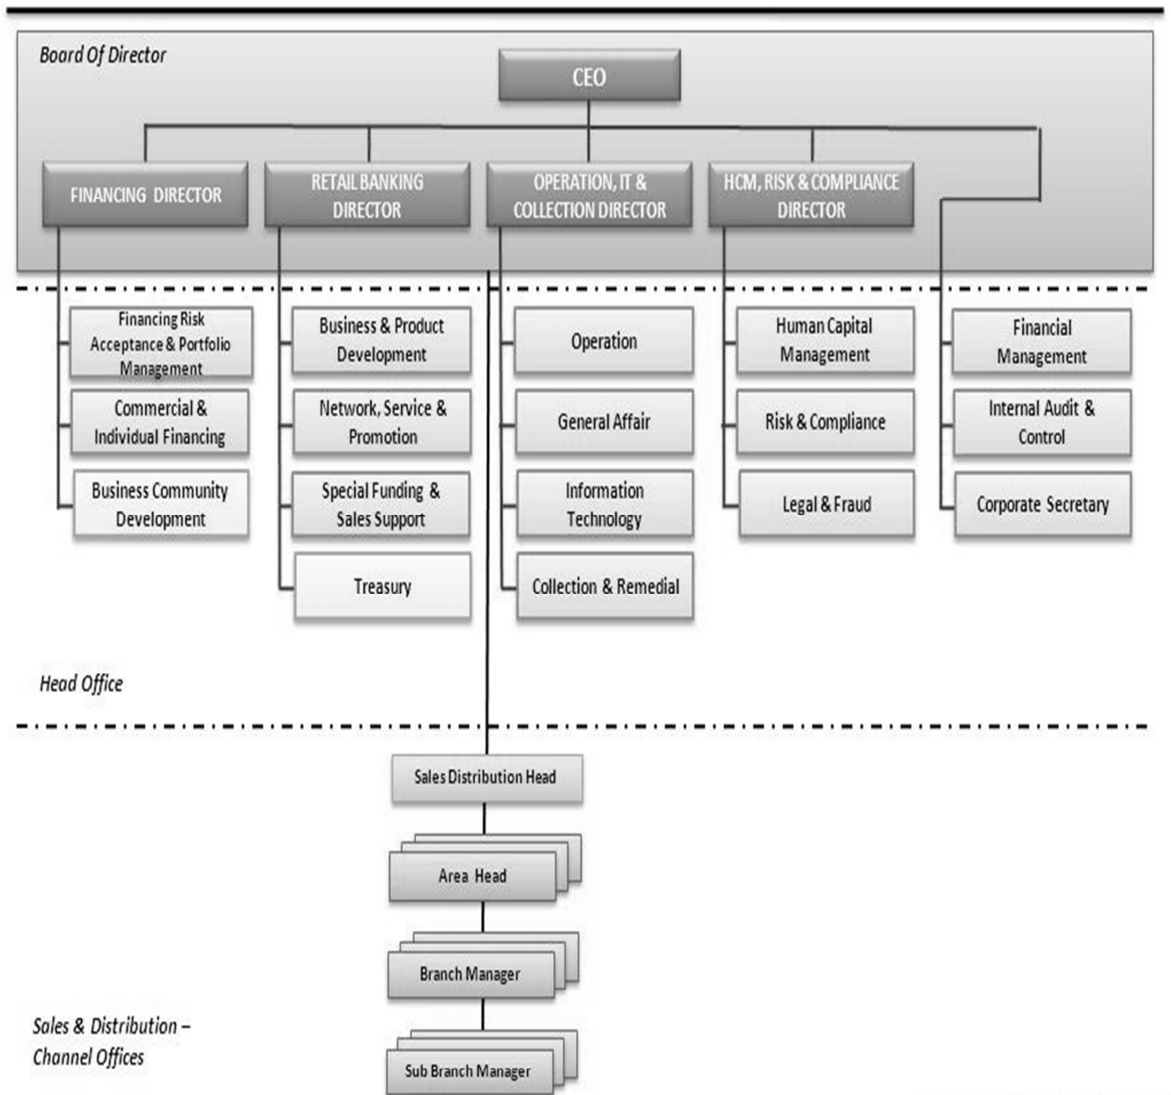 Board Of Director
CEO
FINANCING DIRECTOR
RETAIL BANKING
DIRECTOR
OPERATION, IT &
COLLECTION DIRECTOR
HCM, RISK & COMPLIANCE
DIRECTOR
Financing Risk
Acceptance & Portfolio
Management
Commercial &
Individual Financing
Business Community
Development
Business & Product
Development
Network, Service &
Promotion
Special Funding &
Sales Support
Treasury
Operation
General Affair
Information
Technology
Collection & Remedial
Human Capital
Management
Risk & Compliance
Legal & Fraud
Financial
Management
Internal Audit &
Control
Corporate Secretary
Head Office
Sales Distribution Head
Area Head
Branch Manager
Sub Branch Manager
Sales & Distribution –
Channel Offices